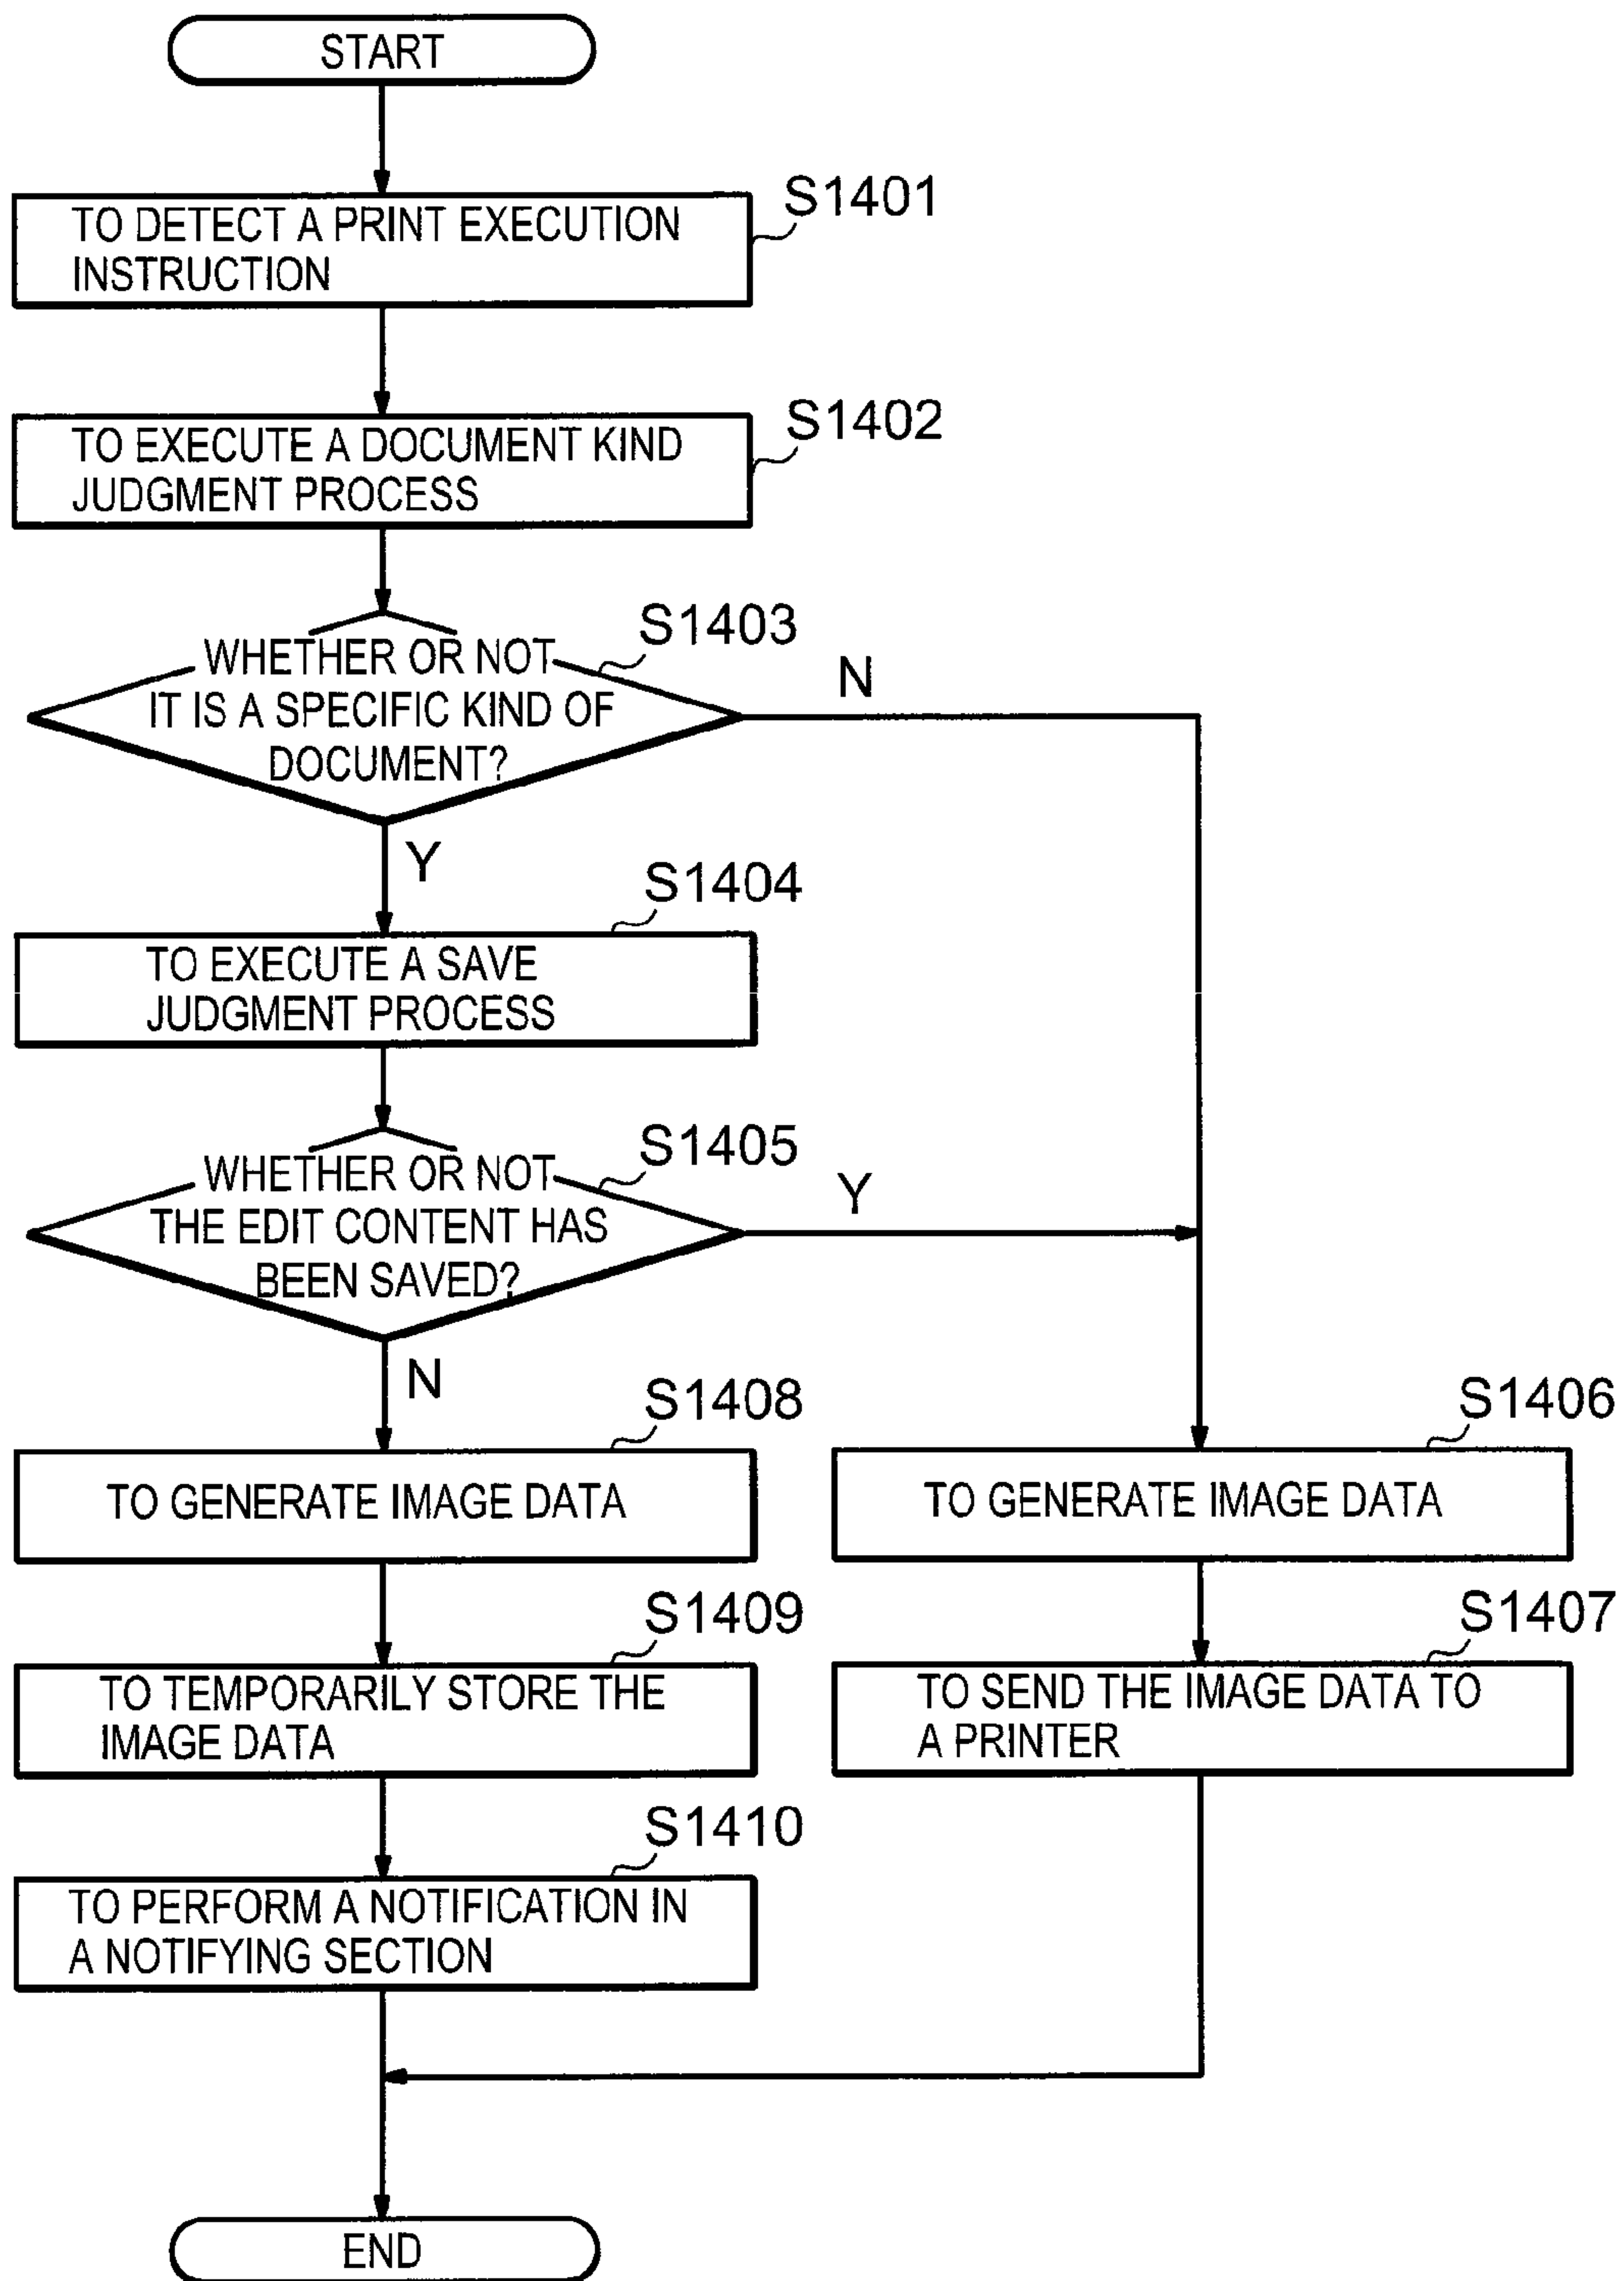 START
S1401
TO DETECT A PRINT EXECUTION
INSTRUCTION
S1402
TO EXECUTE A DOCUMENT KIND
JUDGMENT PROCESS
S1403
WHETHER OR NOT
IT IS A SPECIFIC KIND OF
DOCUMENT?
N
Y
S1404
TO EXECUTE A SAVE
JUDGMENT PROCESS
S1405
WHETHER OR NOT
THE EDIT CONTENT HAS
BEEN SAVED?
Y
N
S1408
TO GENERATE IMAGE DATA
S1406
TO GENERATE IMAGE DATA
S1409
TO TEMPORARILY STORE THE
IMAGE DATA
S1407
TO SEND THE IMAGE DATA TO
A PRINTER
S1410
TO PERFORM A NOTIFICATION IN
A NOTIFYING SECTION
END